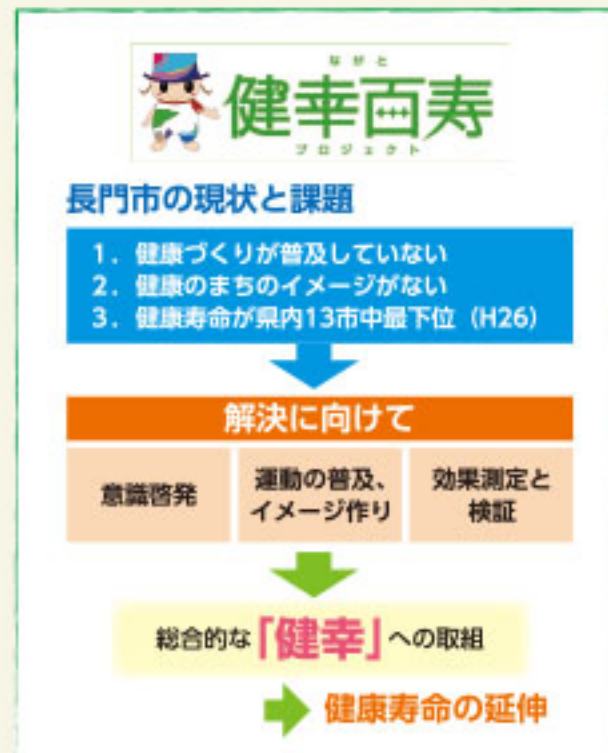 ながと
健幸百寿
プロジェクト
長門市の現状と課題
1．健康づくりが普及していない
2．健康のまちのイメージがない
3．健康寿命が県内13市中最下位（H26）
解決に向けて
意識啓発
運動の普及、
イメージ作り
効果測定と
検証
総合的な「健幸」への取組
健康寿命の延伸